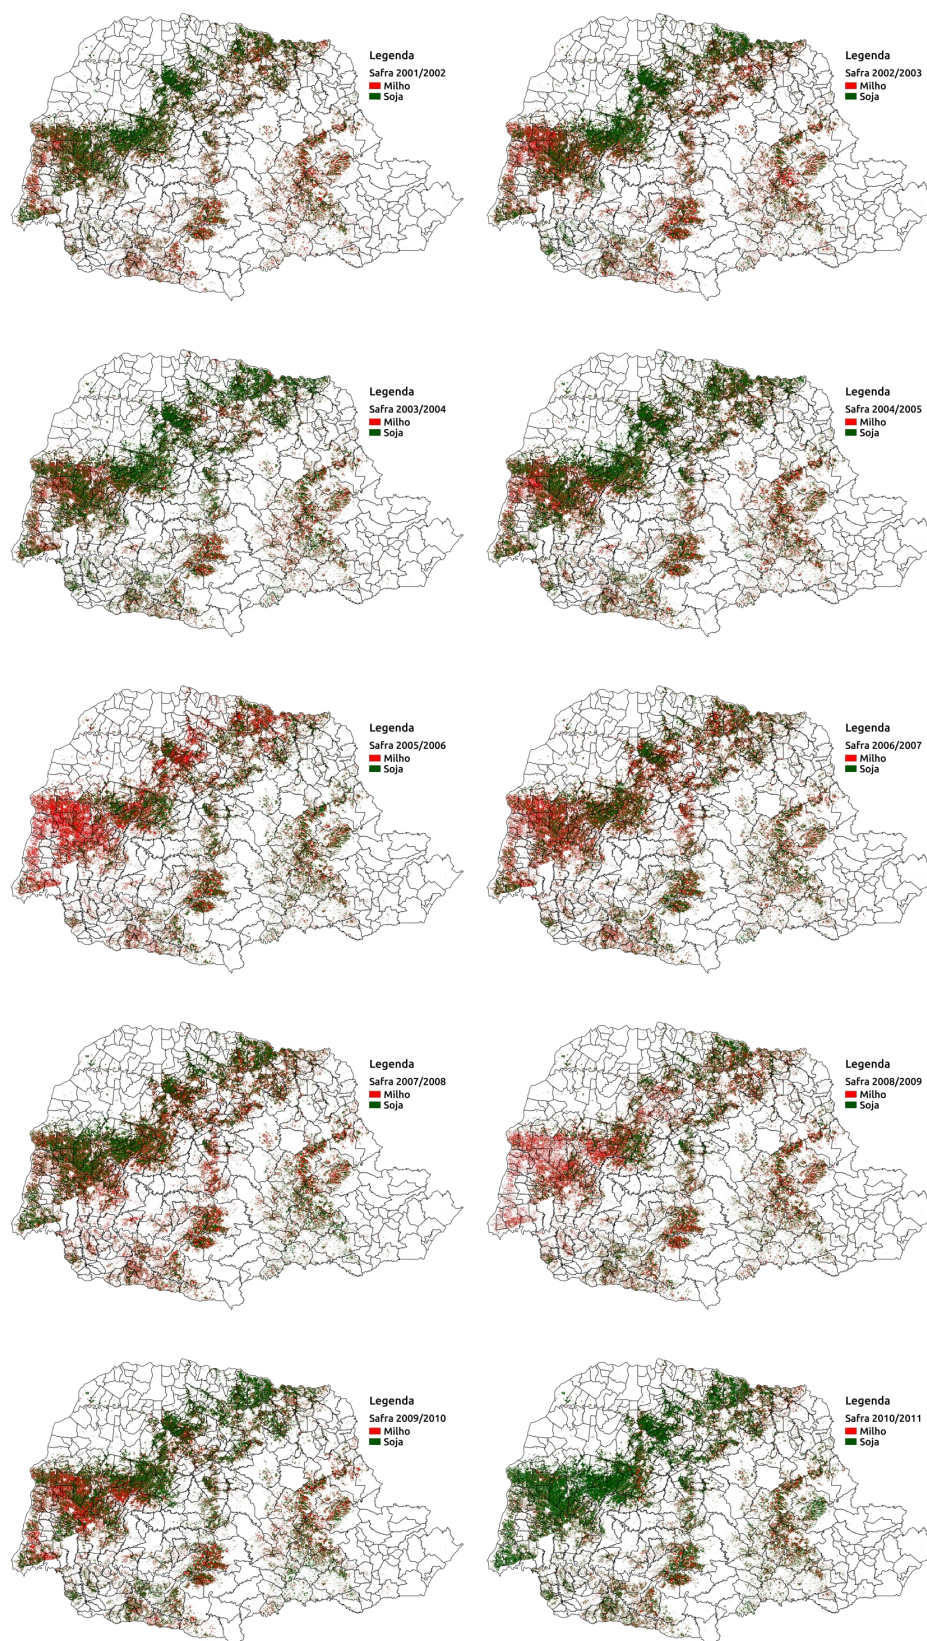 Legenda
Safra 2001/2002
Milho
Soja
Legenda
Safra 2002/2003
Milho
Soja
Legenda
Safra 2003/2004
Milho
Soja
Legenda
Safra 2004/2005
Milho
Soja
Legenda
Safra 2005/2006
Milho
Soja
Legenda
Safra 2006/2007
Milho
Soja
Legenda
Safra 2007/2008
Milho
Soja
Legenda
Safra 2008/2009
Milho
Soja
Legenda
Safra 2009/2010
Milho
Soja
Legenda
Safra 2010/2011
Milho
Soja